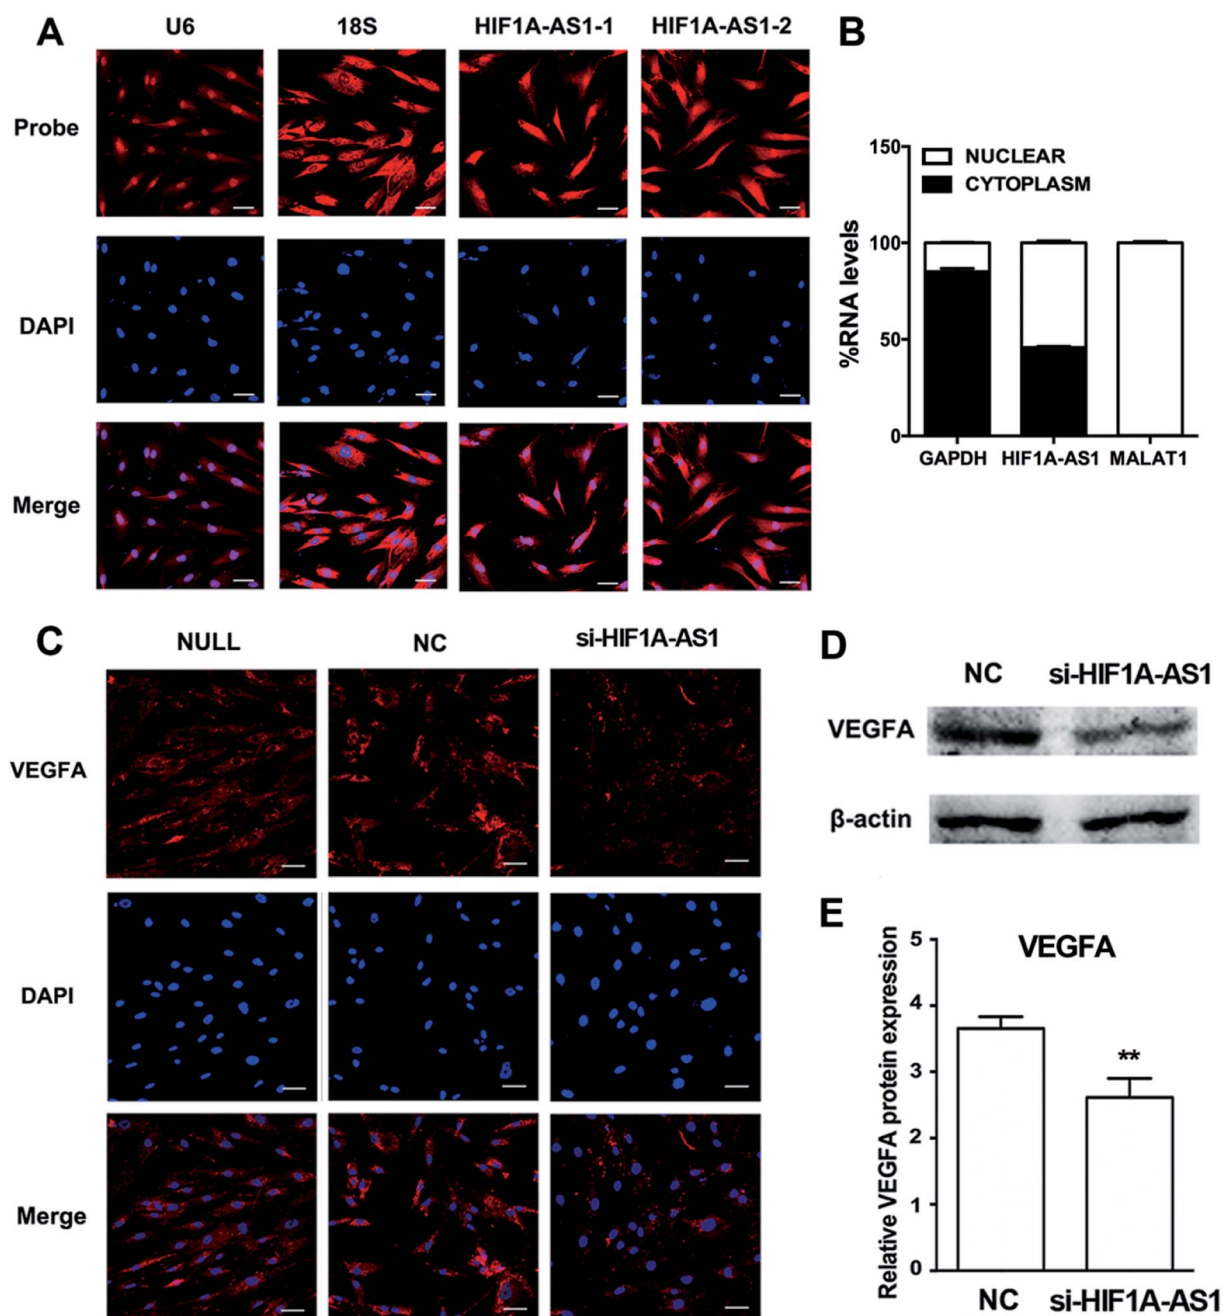 A
U6
18S
HIF1A-AS1-1
HIF1A-AS1-2
Probe
DAPI
Merge
B
150
100
50
0
%RNA levels
NUCLEAR
CYTOPLASM
GAPDH
HIF1A-AS1
MALAT1
C
NULL
NC
si-HIF1A-AS1
VEGFA
DAPI
Merge
D
NC
si-HIF1A-AS1
VEGFA
β-actin
E
VEGFA
Relative VEGFA protein expression
5
4
3
2
1
0
**
NC
si-HIF1A-AS1